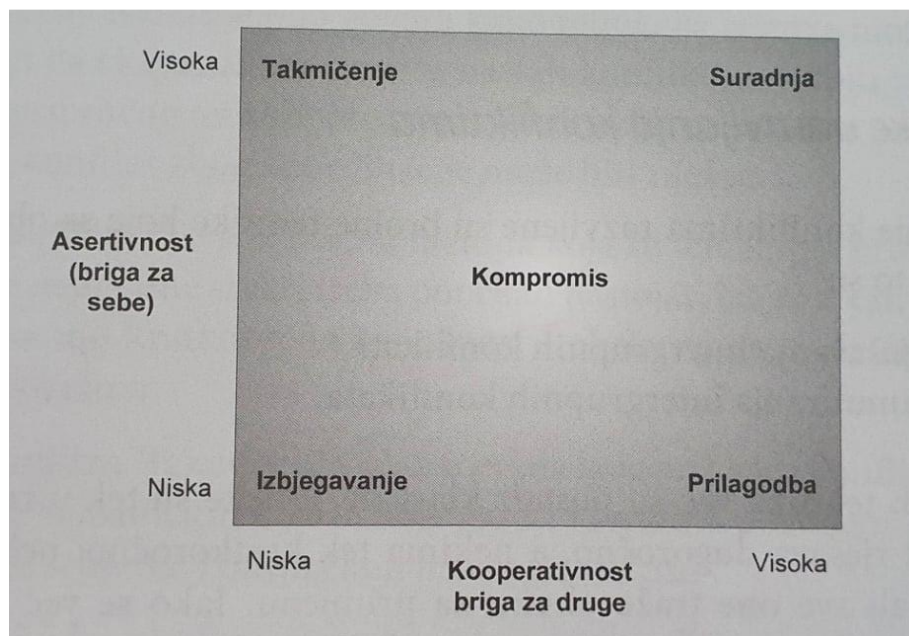 Visoka
Takmičenje
Suradnja
Asertivnost
(briga za
sebe)
Kompromis
Niska
Izbjegavanje
Prilagodba
Niska
Kooperativnost
briga za druge
Visoka